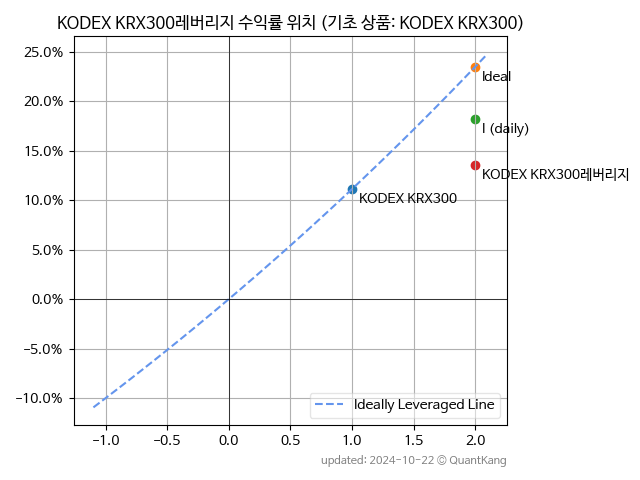 KODEX KRX300레버리지 수익률 위치 (기초 상품: KODEX KRX300)
25.0%
20.0%
15.0%
10.0%
5.0%
0.0%
−5.0%
−10.0%
Ideal
I (daily)
KODEX KRX300레버리지
KODEX KRX300
Ideally Leveraged Line
−1.0 −0.5 0.0 0.5 1.0 1.5 2.0
updated: 2024-10-22 © QuantKang